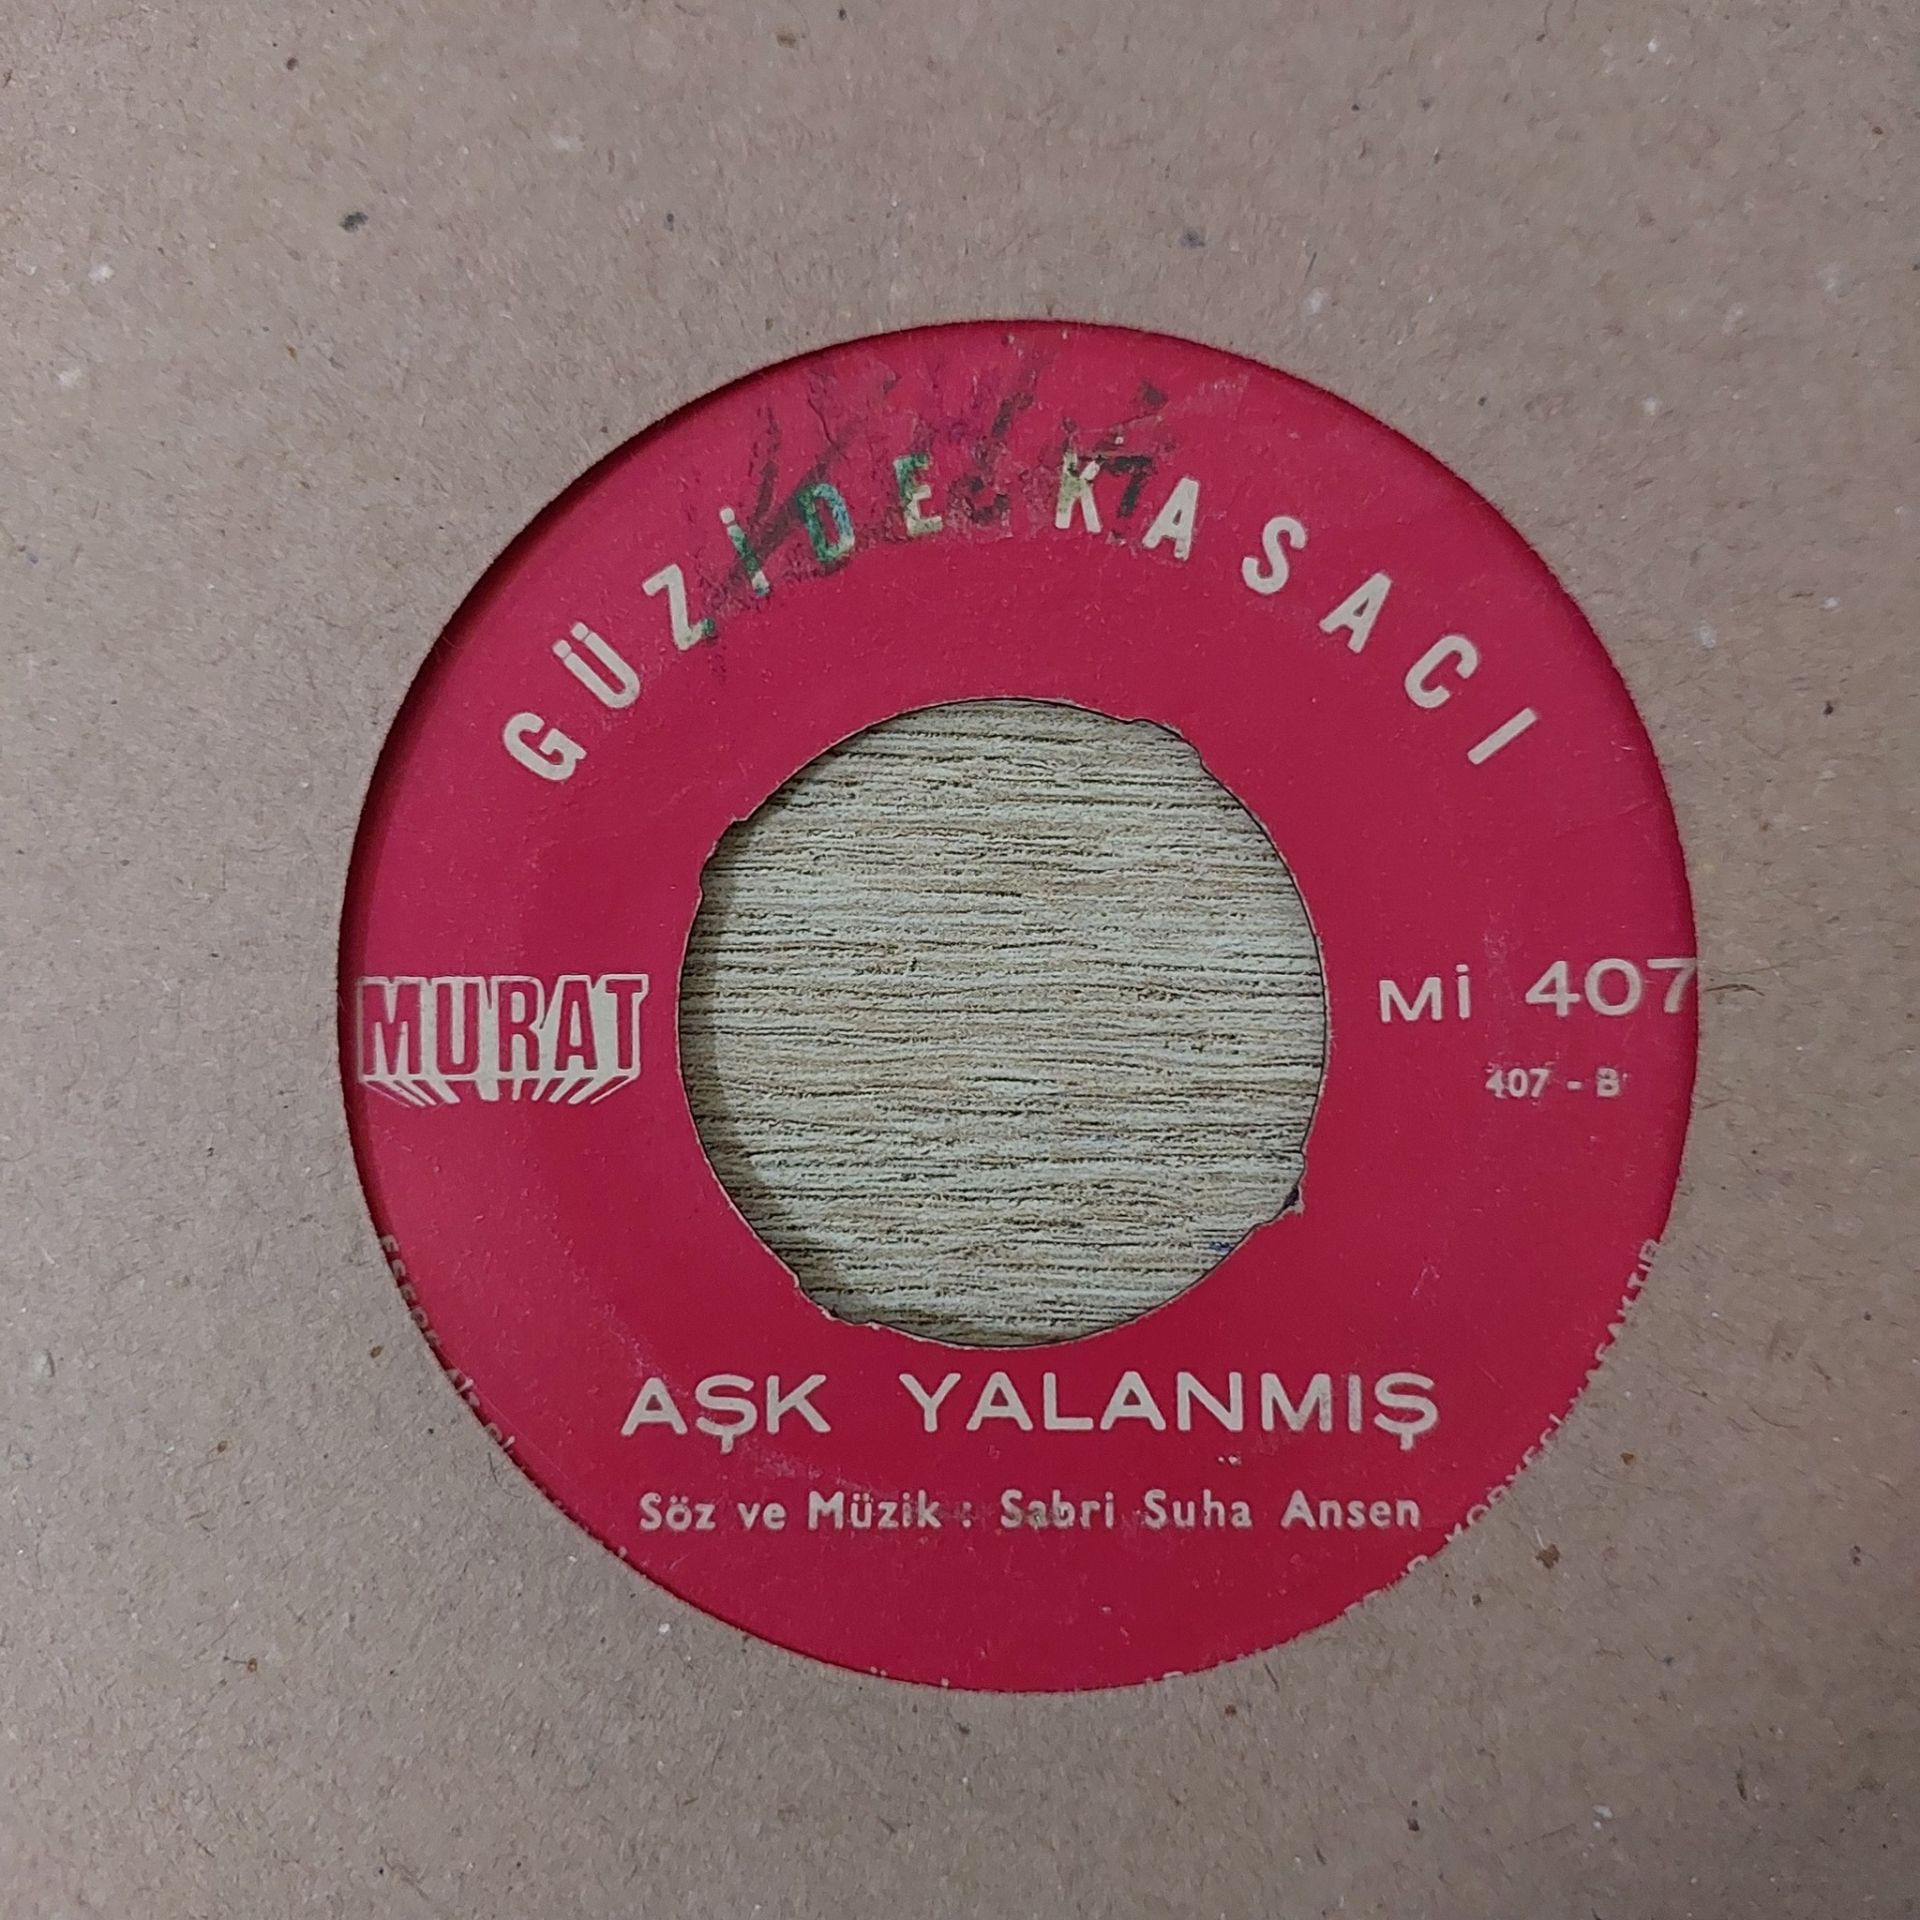 GÜZİDE KASACI
MURAT
Mİ 407
407 - B
AŞK YALANMIŞ
Söz ve Müzik : Sabri Suha Ansen